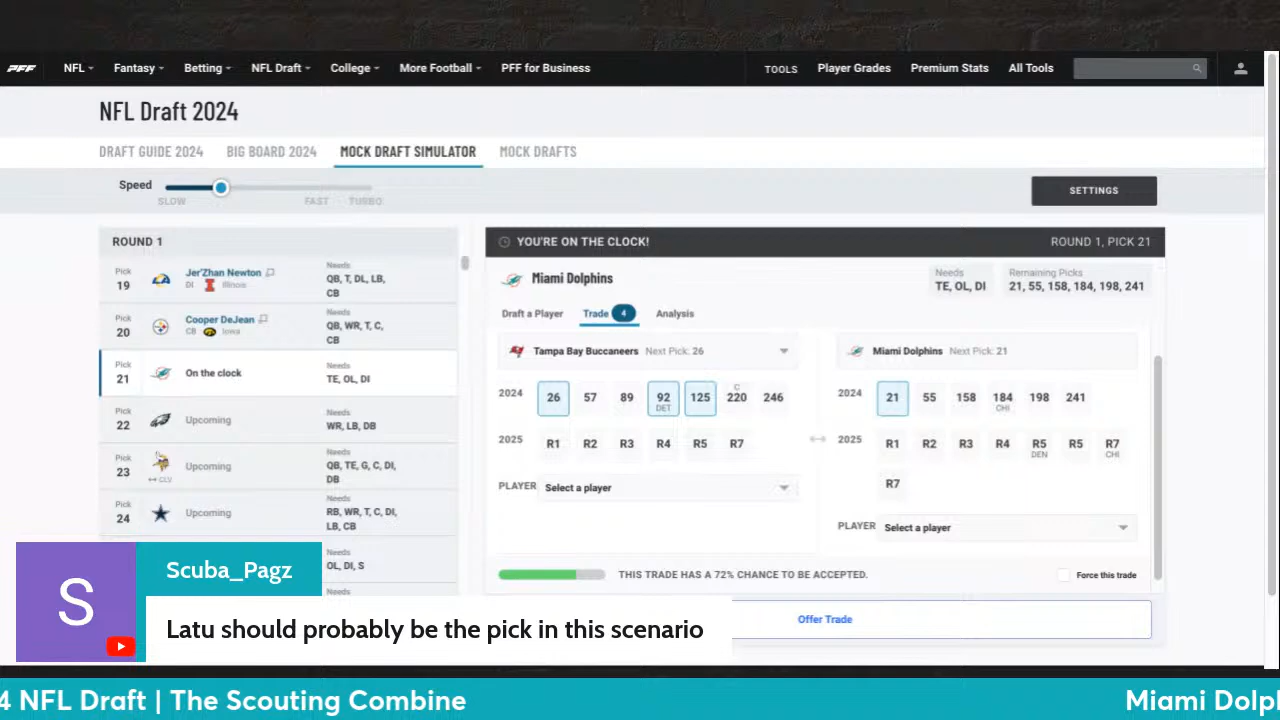 PFF
NFL
Fantasy
Betting
NFL Draft
College
More Football
PFF for Business
TOOLS
Player Grades
Premium Stats
All Tools
NFL Draft 2024
DRAFT GUIDE 2024
BIG BOARD 2024
MOCK DRAFT SIMULATOR
MOCK DRAFTS
Speed
SLOW
FAST
TURBO
SETTINGS
ROUND 1
Pick
19
Jer'Zhan Newton
DI
Illinois
Needs
QB, T, DL, LB,
CB
Pick
20
Cooper DeJean
CB
Iowa
Needs
QB, WR, T, C,
CB
Pick
21
On the clock
Needs
TE, OL, DI
Pick
22
Upcoming
Needs
WR, LB, DB
Pick
23
CLV
Upcoming
Needs
QB, TE, G, C, DI,
DB
Pick
24
Upcoming
Needs
RB, WR, T, C, DI,
LB, CB
Needs
OL, DI, S
Needs
YOU'RE ON THE CLOCK!
ROUND 1, PICK 21
Miami Dolphins
Needs
TE, OL, DI
Remaining Picks
21, 55, 158, 184, 198, 241
Draft a Player
Trade 4
Analysis
Tampa Bay Buccaneers Next Pick: 26
2024
26
57
89
92
DET
125
C
220
246
2025
R1
R2
R3
R4
R5
R7
PLAYER
Select a player
Miami Dolphins Next Pick: 21
2024
21
55
158
184
CHI
198
241
2025
R1
R2
R3
R4
R5
DEN
R5
R7
CHI
R7
PLAYER
Select a player
THIS TRADE HAS A 72% CHANCE TO BE ACCEPTED.
Force this trade
Offer Trade
S
Scuba_Pagz
Latu should probably be the pick in this scenario
4 NFL Draft | The Scouting Combine
Miami Dolp